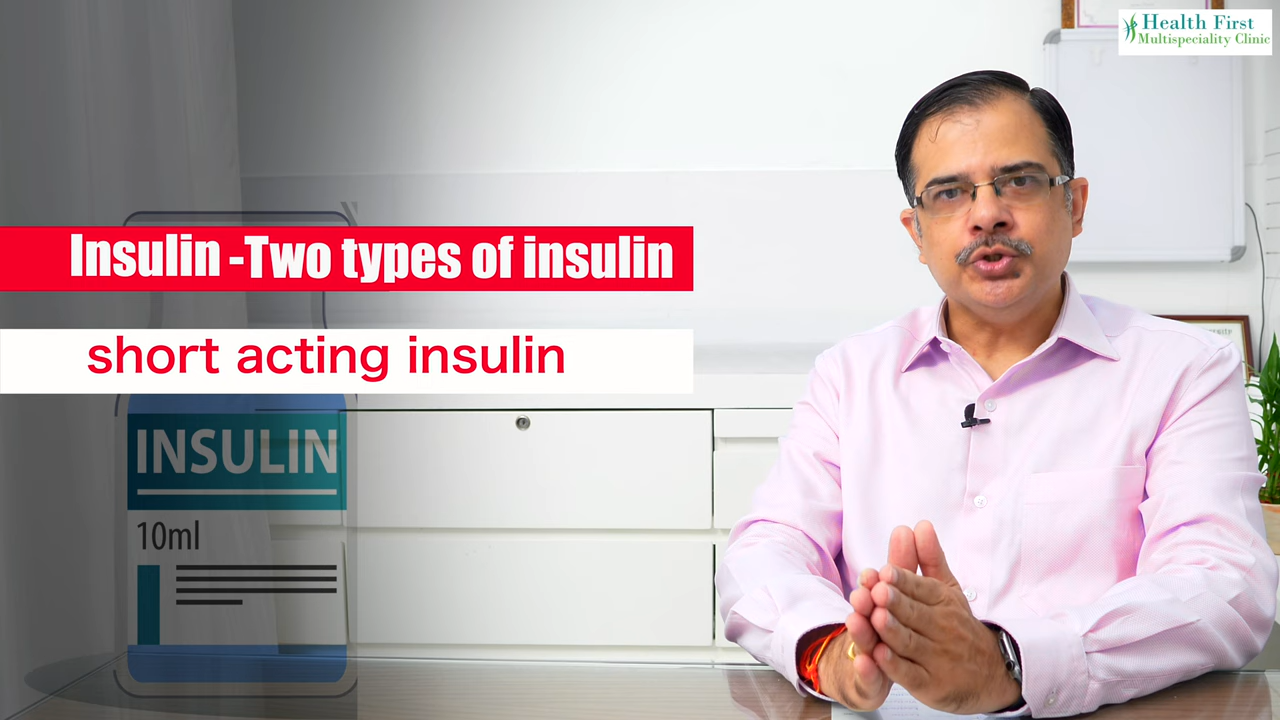 Health First
Multispeciality Clinic
Insulin -Two types of insulin
short acting insulin
INSULIN
10ml